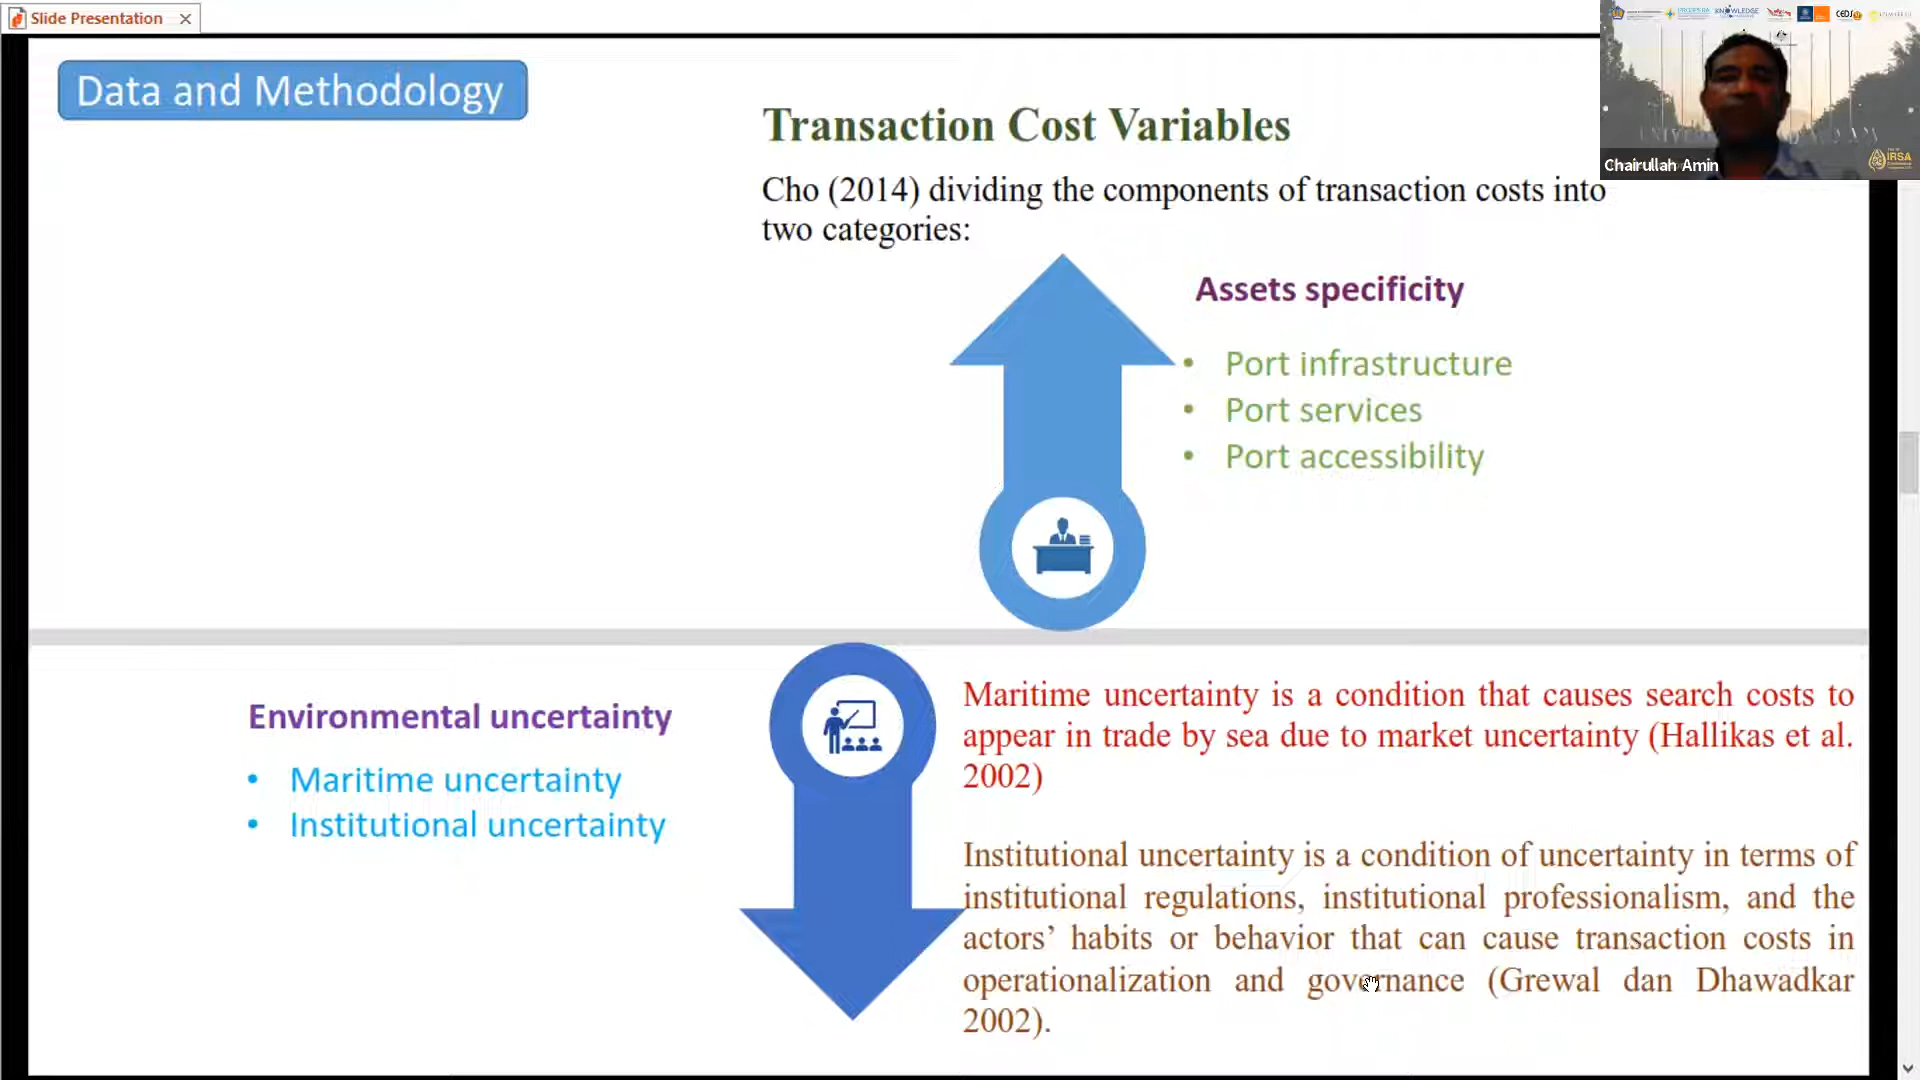 Slide Presentation
Data and Methodology
Transaction Cost Variables
Cho (2014) dividing the components of transaction costs into
two categories:
Assets specificity
• Port infrastructure
• Port services
• Port accessibility
Environmental uncertainty
• Maritime uncertainty
• Institutional uncertainty
Maritime uncertainty is a condition that causes search costs to
appear in trade by sea due to market uncertainty (Hallikas et al.
2002)
Institutional uncertainty is a condition of uncertainty in terms of
institutional regulations, institutional professionalism, and the
actors’ habits or behavior that can cause transaction costs in
operationalization and governance (Grewal dan Dhawadkar
2002).
PROSPERA
KNOWLEDGE
CEDS
IRSA
Chairullah Amin